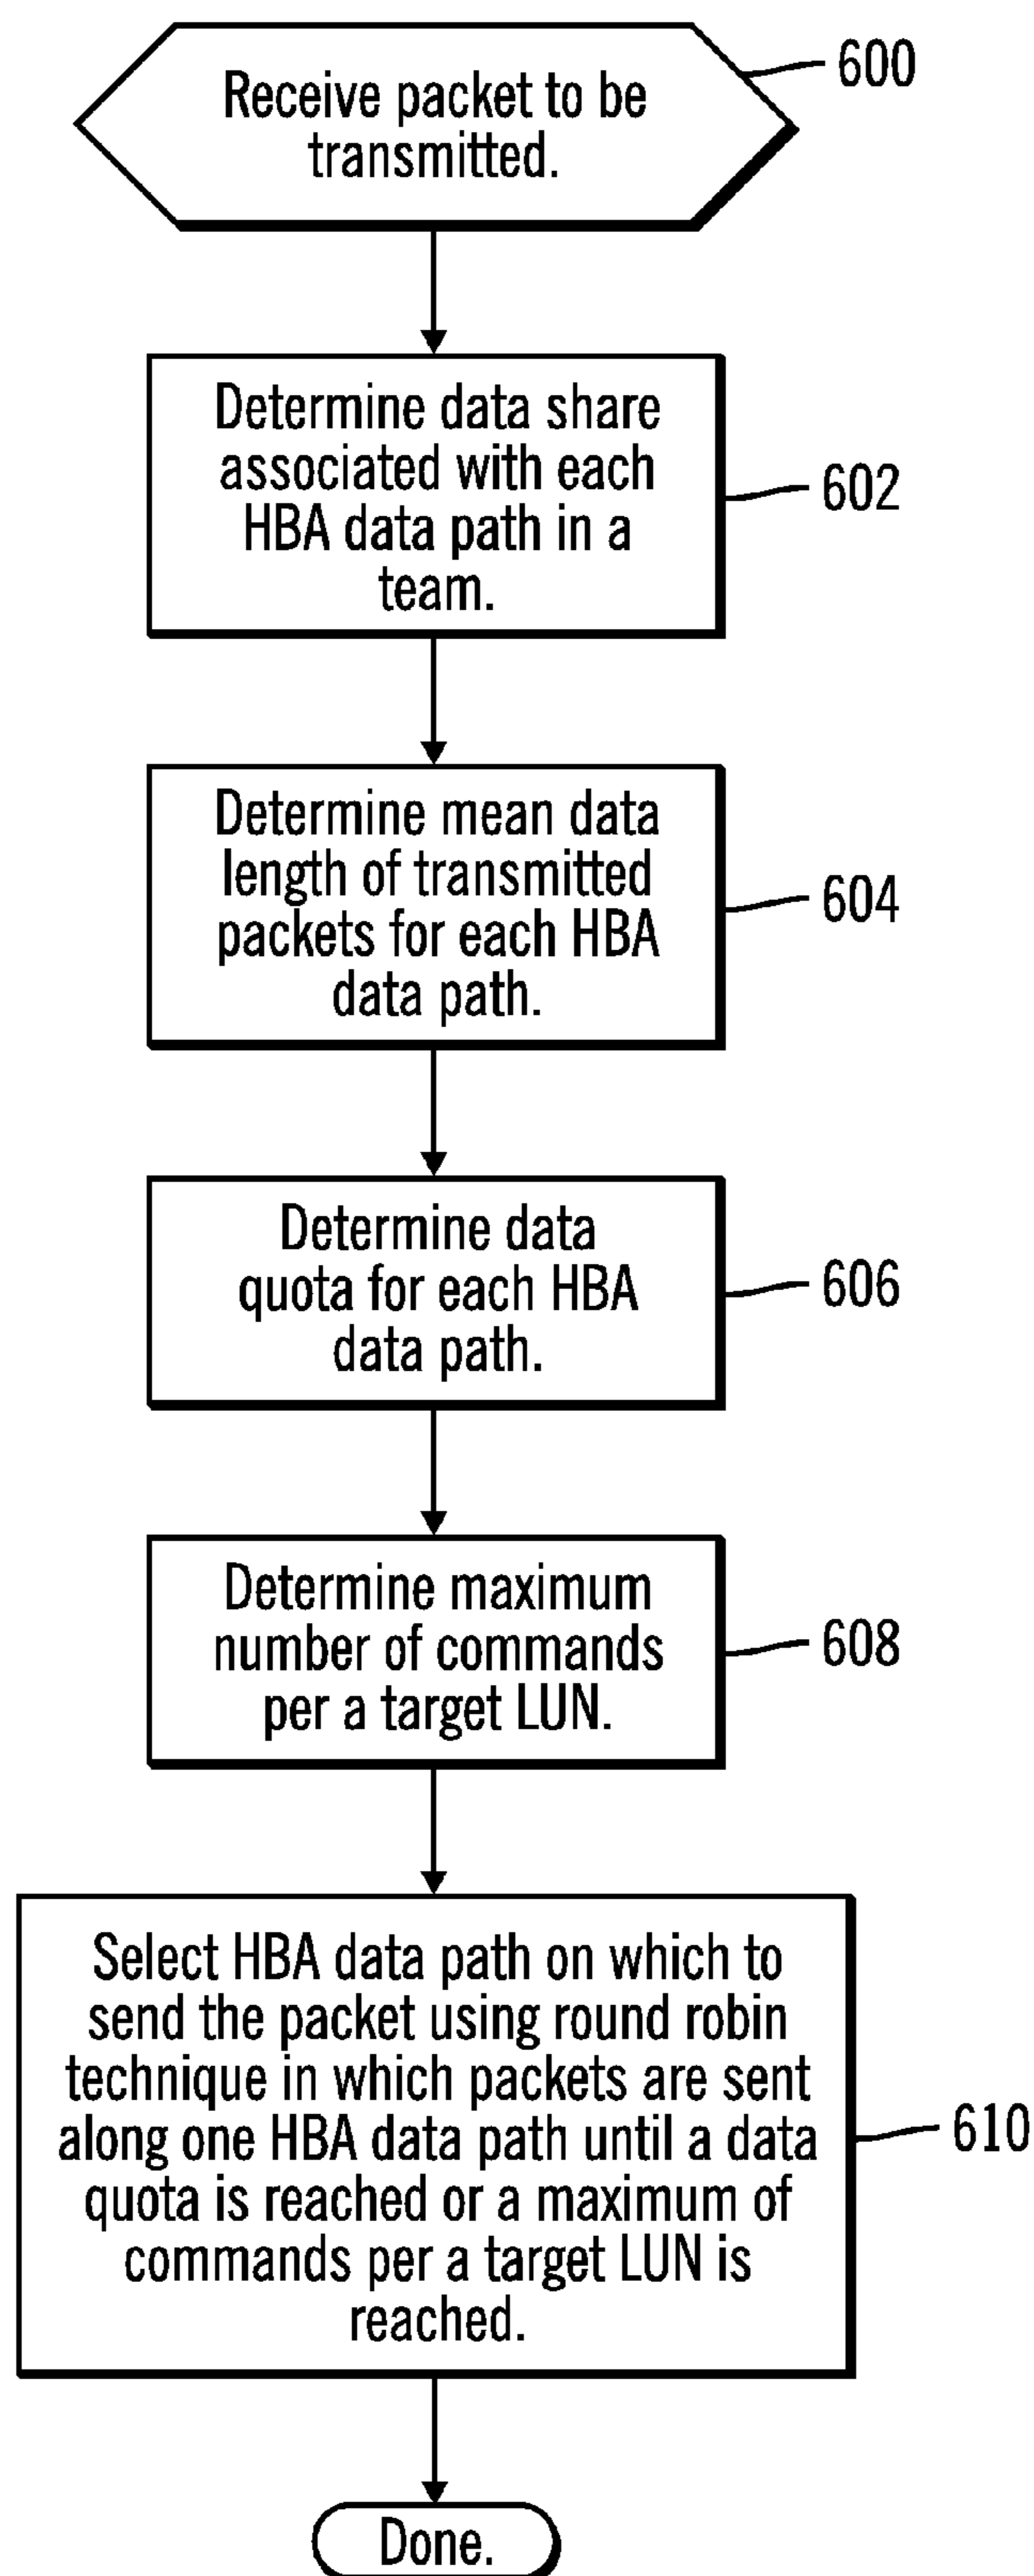 Receive packet to be
transmitted.
600
Determine data share
associated with each
HBA data path in a
team.
602
Determine mean data
length of transmitted
packets for each HBA
data path.
604
Determine data
quota for each HBA
data path.
606
Determine maximum
number of commands
per a target LUN.
608
Select HBA data path on which to
send the packet using round robin
technique in which packets are sent
along one HBA data path until a data
quota is reached or a maximum of
commands per a target LUN is
reached.
610
Done.